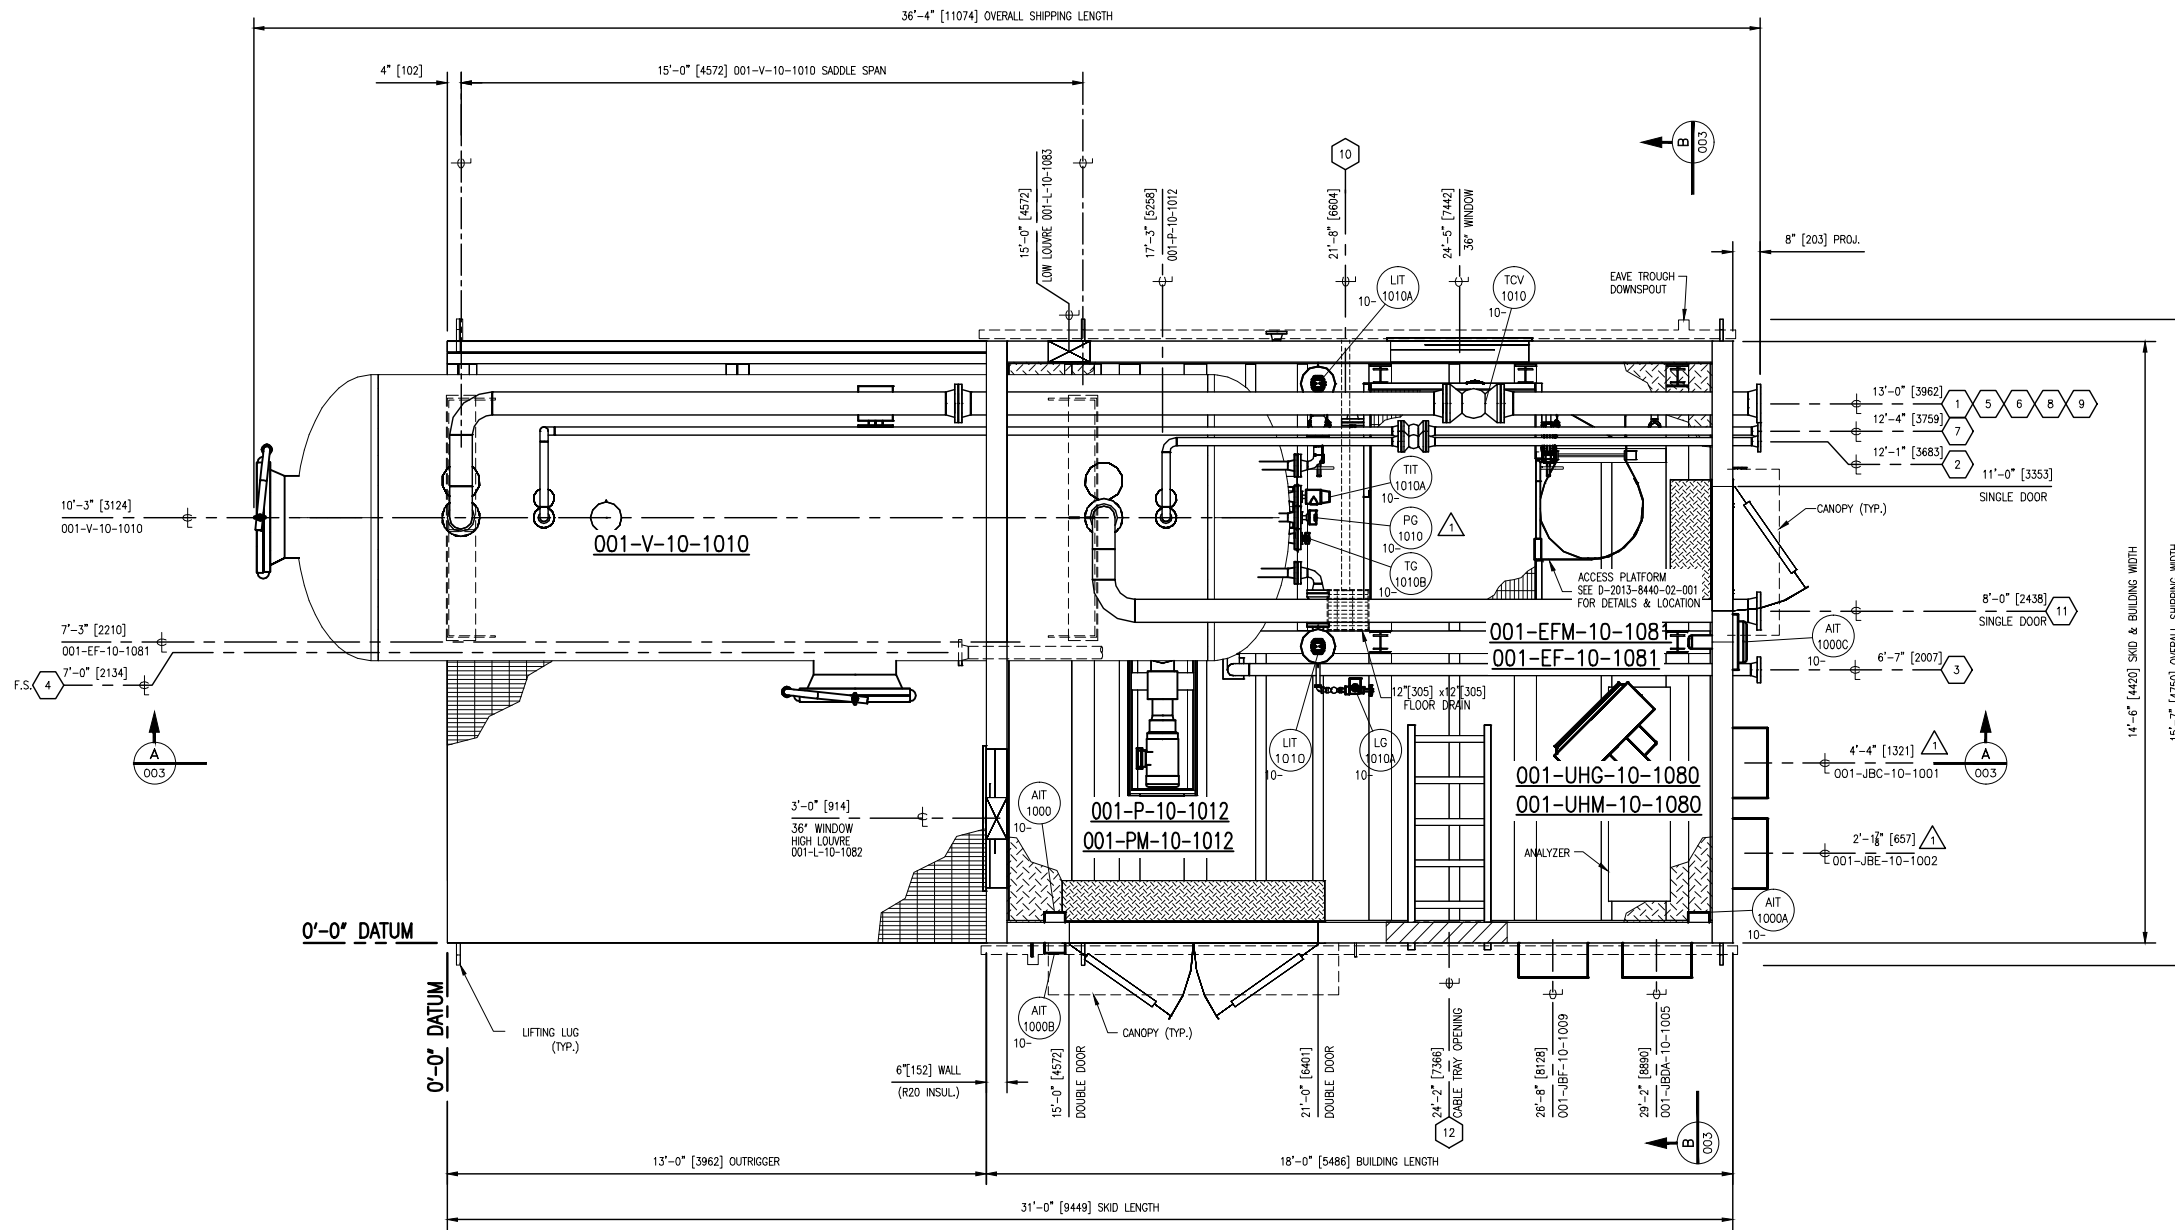 36'-4" [11074] OVERALL SHIPPING LENGTH
4" [102]
15'-0" [4572] 001-V-10-1010 SADDLE SPAN
B
003
15'-0" [4572]
LOW LOUVRE 001-L-10-1083
17'-3" [5258]
001-P-10-1012
10
21'-8" [6604]
24'-5" [7442]
36" WINDOW
8" [203] PROJ.
EAVE TROUGH
DOWNSPOUT
LIT
1010A
10-
TCV
1010
10-
13'-0" [3962]
1
5
6
8
9
12'-4" [3759]
7
12'-1" [3683]
2
11'-0" [3353]
SINGLE DOOR
CANOPY (TYP.)
10'-3" [3124]
001-V-10-1010
001-V-10-1010
TIT
1010A
10-
PG
1010
10-
1
TG
1010B
10-
ACCESS PLATFORM
SEE D-2013-8440-02-001
FOR DETAILS & LOCATION
8'-0" [2438]
SINGLE DOOR
11
14'-6" [4420] SKID & BUILDING WIDTH
15'-7" [4750] OVERALL SHIPPING WIDTH
7'-3" [2210]
001-EF-10-1081
F.S.
4
7'-0" [2134]
001-EFM-10-1081
001-EF-10-1081
AIT
1000C
10-
6'-7" [2007]
3
12"[305] x12"[305]
FLOOR DRAIN
A
003
LIT
1010
10-
LG
1010A
10-
4'-4" [1321]
1
001-JBC-10-1001
A
003
001-UHG-10-1080
001-UHM-10-1080
3'-0" [914]
36" WINDOW
HIGH LOUVRE
001-L-10-1082
AIT
1000
10-
001-P-10-1012
001-PM-10-1012
2'-1⅞" [657]
1
001-JBE-10-1002
ANALYZER
AIT
1000A
10-
0'-0" DATUM
0'-0" DATUM
LIFTING LUG
(TYP.)
AIT
1000B
10-
CANOPY (TYP.)
6"[152] WALL
(R20 INSUL.)
15'-0" [4572]
DOUBLE DOOR
21'-0" [6401]
DOUBLE DOOR
24'-2" [7366]
CABLE TRAY OPENING
12
26'-8" [8128]
001-JBF-10-1009
29'-2" [8890]
001-JBDA-10-1005
B
003
13'-0" [3962] OUTRIGGER
18'-0" [5486] BUILDING LENGTH
31'-0" [9449] SKID LENGTH